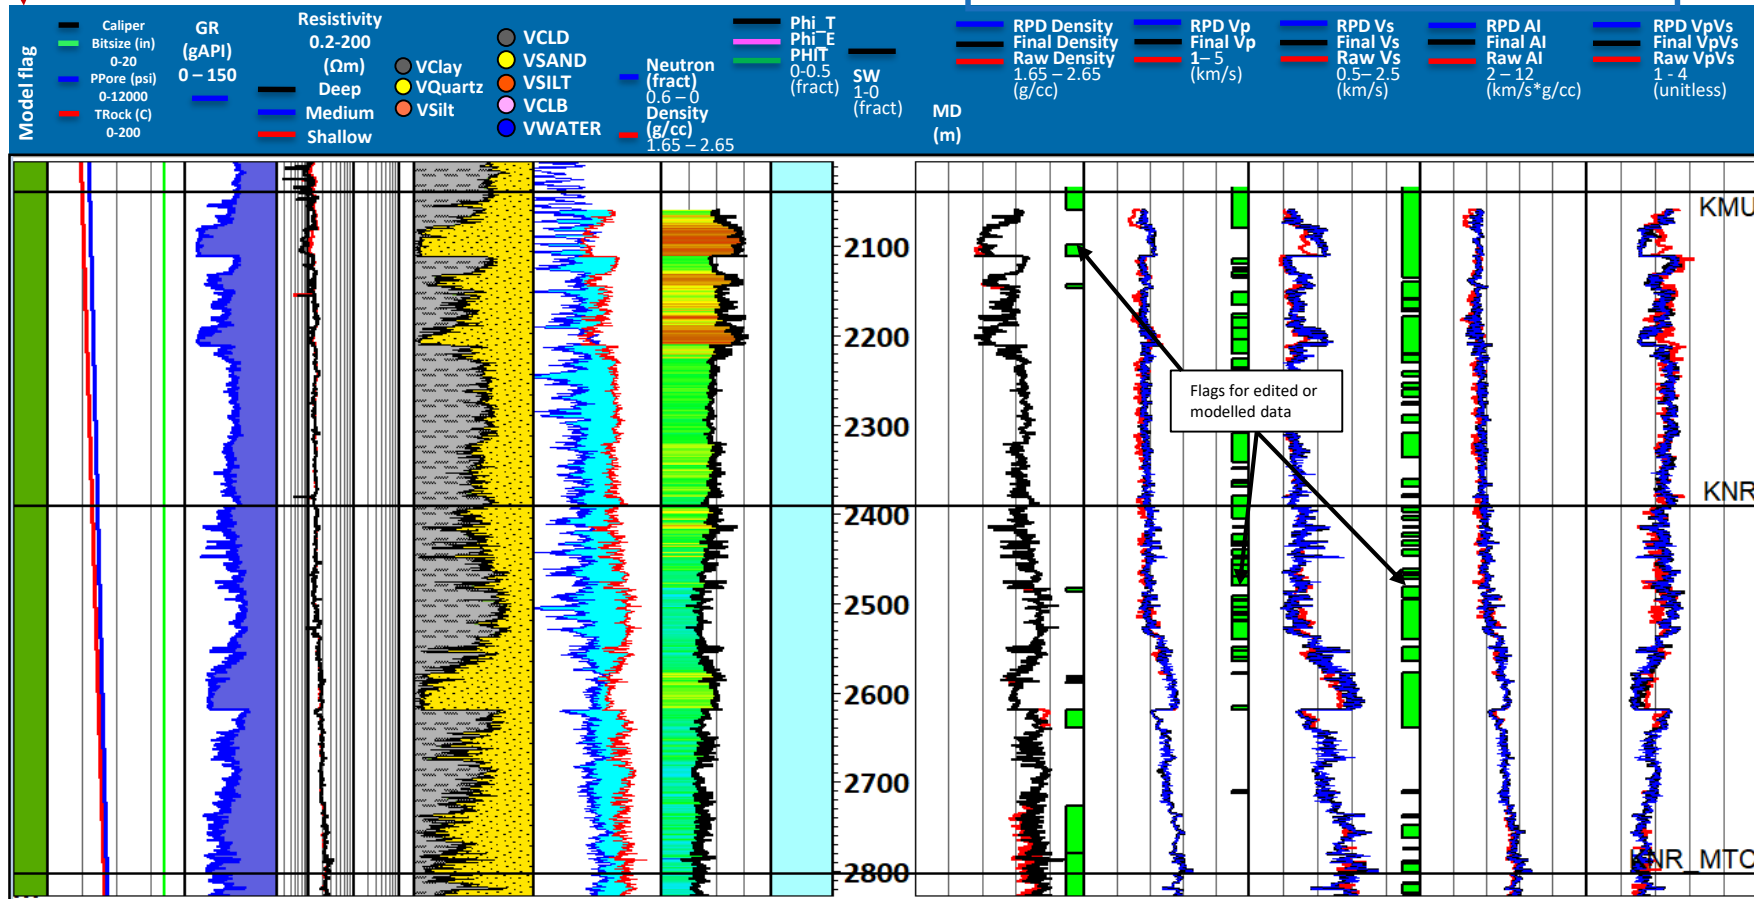 Model flag
Caliper
Bitsize (in)
0-20
PPore (psi)
0-12000
TRock (C)
0-200
GR
(gAPI)
0 – 150
Resistivity
0.2-200
(Ωm)
Deep
Medium
Shallow
VClay
VQuartz
VSilt
VCLD
VSAND
VSILT
VCLB
VWATER
Neutron
(fract)
0.6 – 0
Density
(g/cc)
1.65 – 2.65
Phi_T
Phi_E
PHIT
0-0.5
(fract)
SW
1-0
(fract)
MD
(m)
RPD Density
Final Density
Raw Density
1.65 – 2.65
(g/cc)
RPD Vp
Final Vp
1– 5
(km/s)
RPD Vs
Final Vs
Raw Vs
0.5– 2.5
(km/s)
RPD AI
Final AI
Raw AI
2 – 12
(km/s*g/cc)
RPD VpVs
Final VpVs
Raw VpVs
1 - 4
(unitless)
KMU
2100
2200
2300
Flags for edited or
modelled data
KNR
2400
2500
2600
2700
2800
KNR_MTC